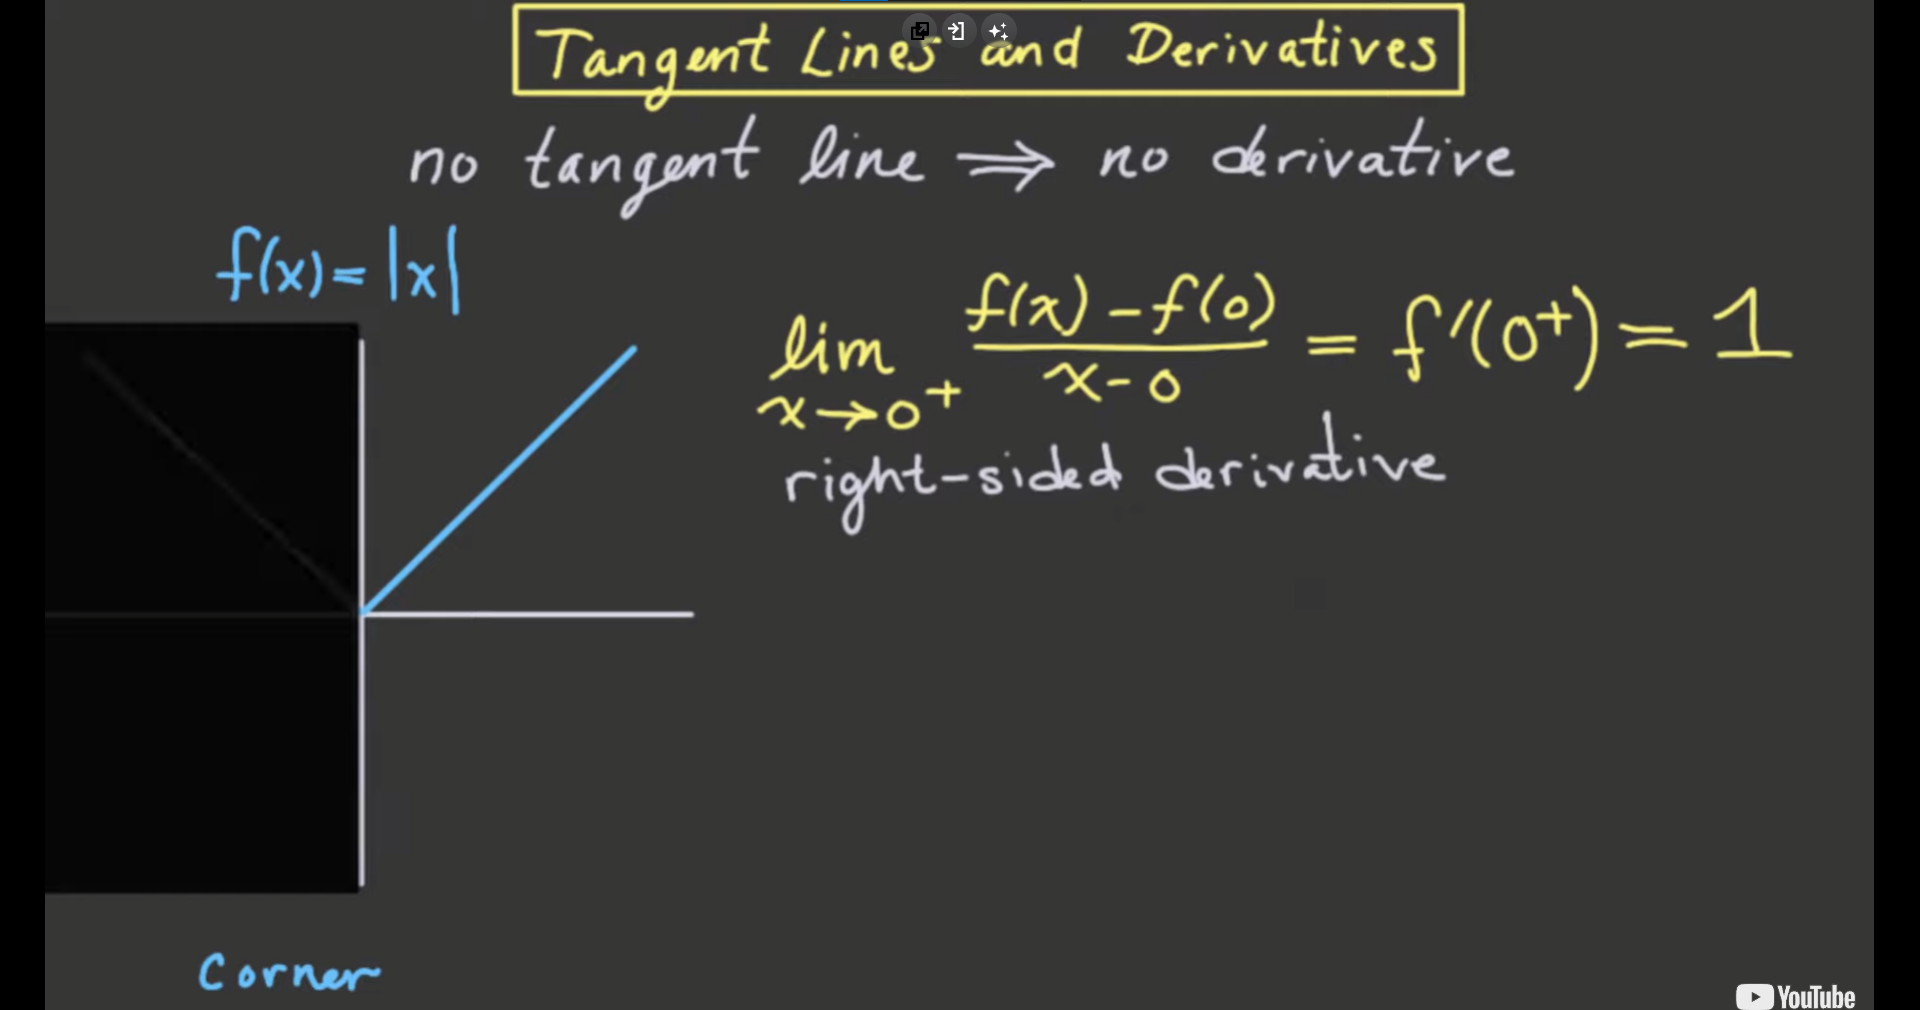 Tangent Lines and Derivatives
no tangent line ⟹ no derivative
f(x) = |x|
lim x→0⁺ (f(x) - f(0))/(x - 0) = f'(0⁺) = 1
right-sided derivative
Corner
YouTube